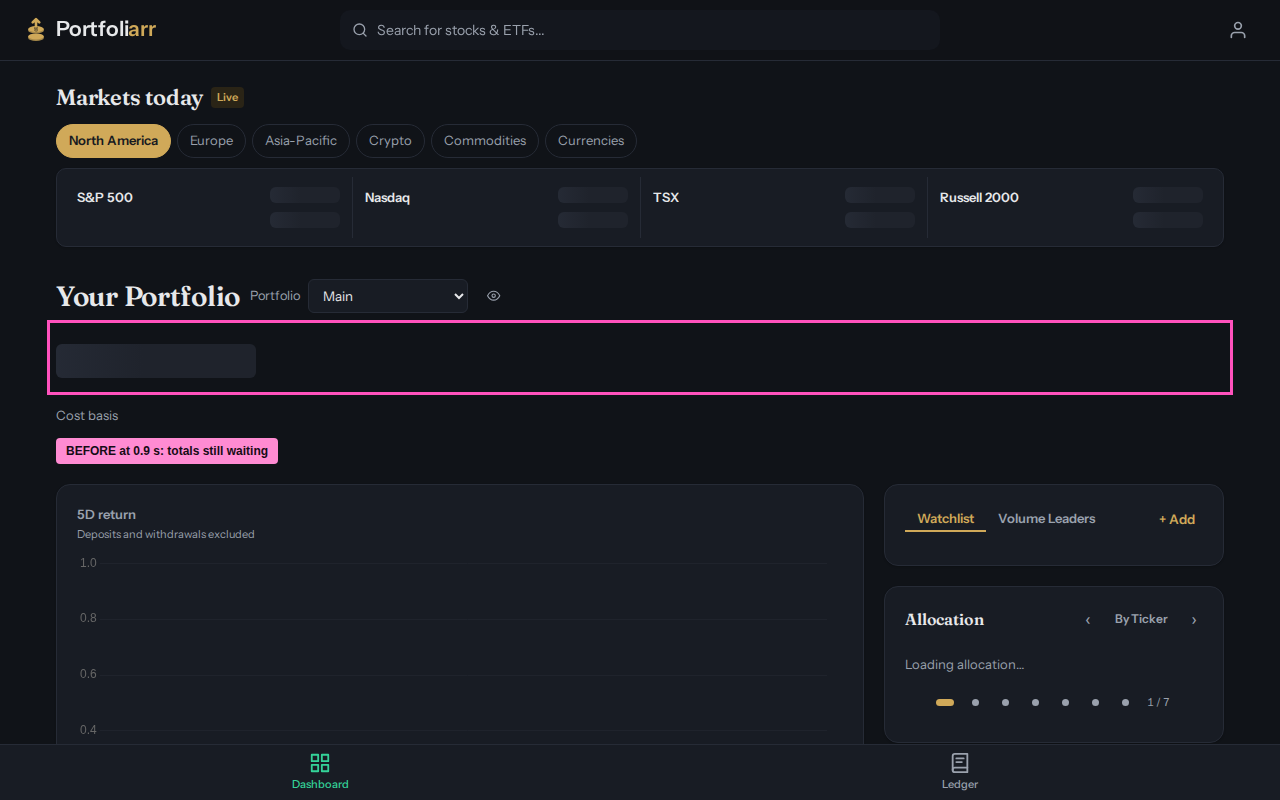 Portfoliarr
Search for stocks & ETFs...
Markets today Live
North America Europe Asia-Pacific Crypto Commodities Currencies
S&P 500 Nasdaq TSX Russell 2000
Your Portfolio Portfolio Main
Cost basis
BEFORE at 0.9 s: totals still waiting
5D return
Deposits and withdrawals excluded
1.0
0.8
0.6
0.4
Watchlist Volume Leaders + Add
Allocation ‹ By Ticker ›
Loading allocation...
1 / 7
Dashboard Ledger